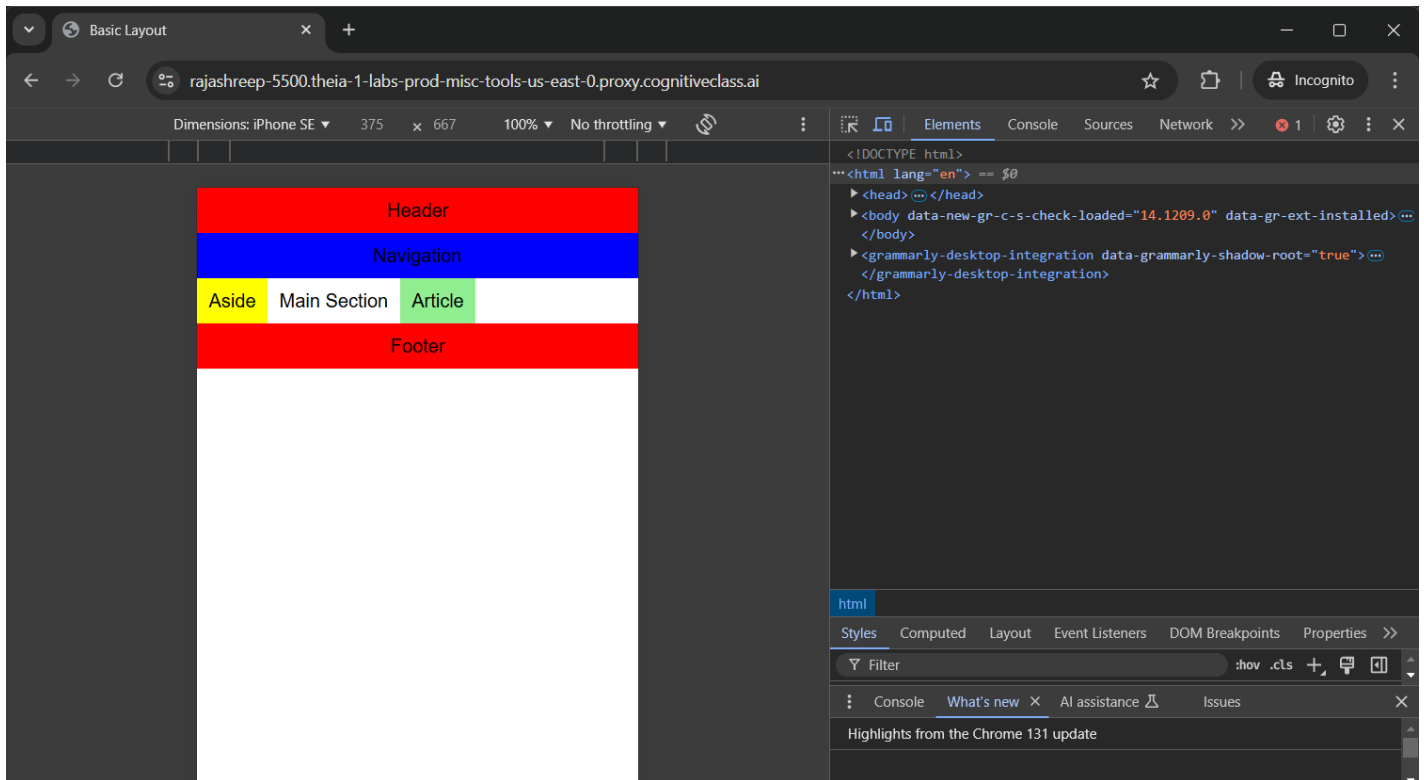 Basic Layout
rajashreep-5500.theia-1-labs-prod-misc-tools-us-east-0.proxy.cognitiveclass.ai
Incognito
Dimensions: iPhone SE ▼ 375 × 667 100% ▼ No throttling ▼
Header
Navigation
Aside Main Section Article
Footer
Elements Console Sources Network >> 1
<!DOCTYPE html>
<html lang="en"> == $0
<head> ••• </head>
<body data-new-gr-c-s-check-loaded="14.1209.0" data-gr-ext-installed> •••
</body>
<grammarly-desktop-integration data-grammarly-shadow-root="true"> •••
</grammarly-desktop-integration>
</html>
html
Styles Computed Layout Event Listeners DOM Breakpoints Properties >>
Filter :hov .cls
Console What's new AI assistance Issues
Highlights from the Chrome 131 update